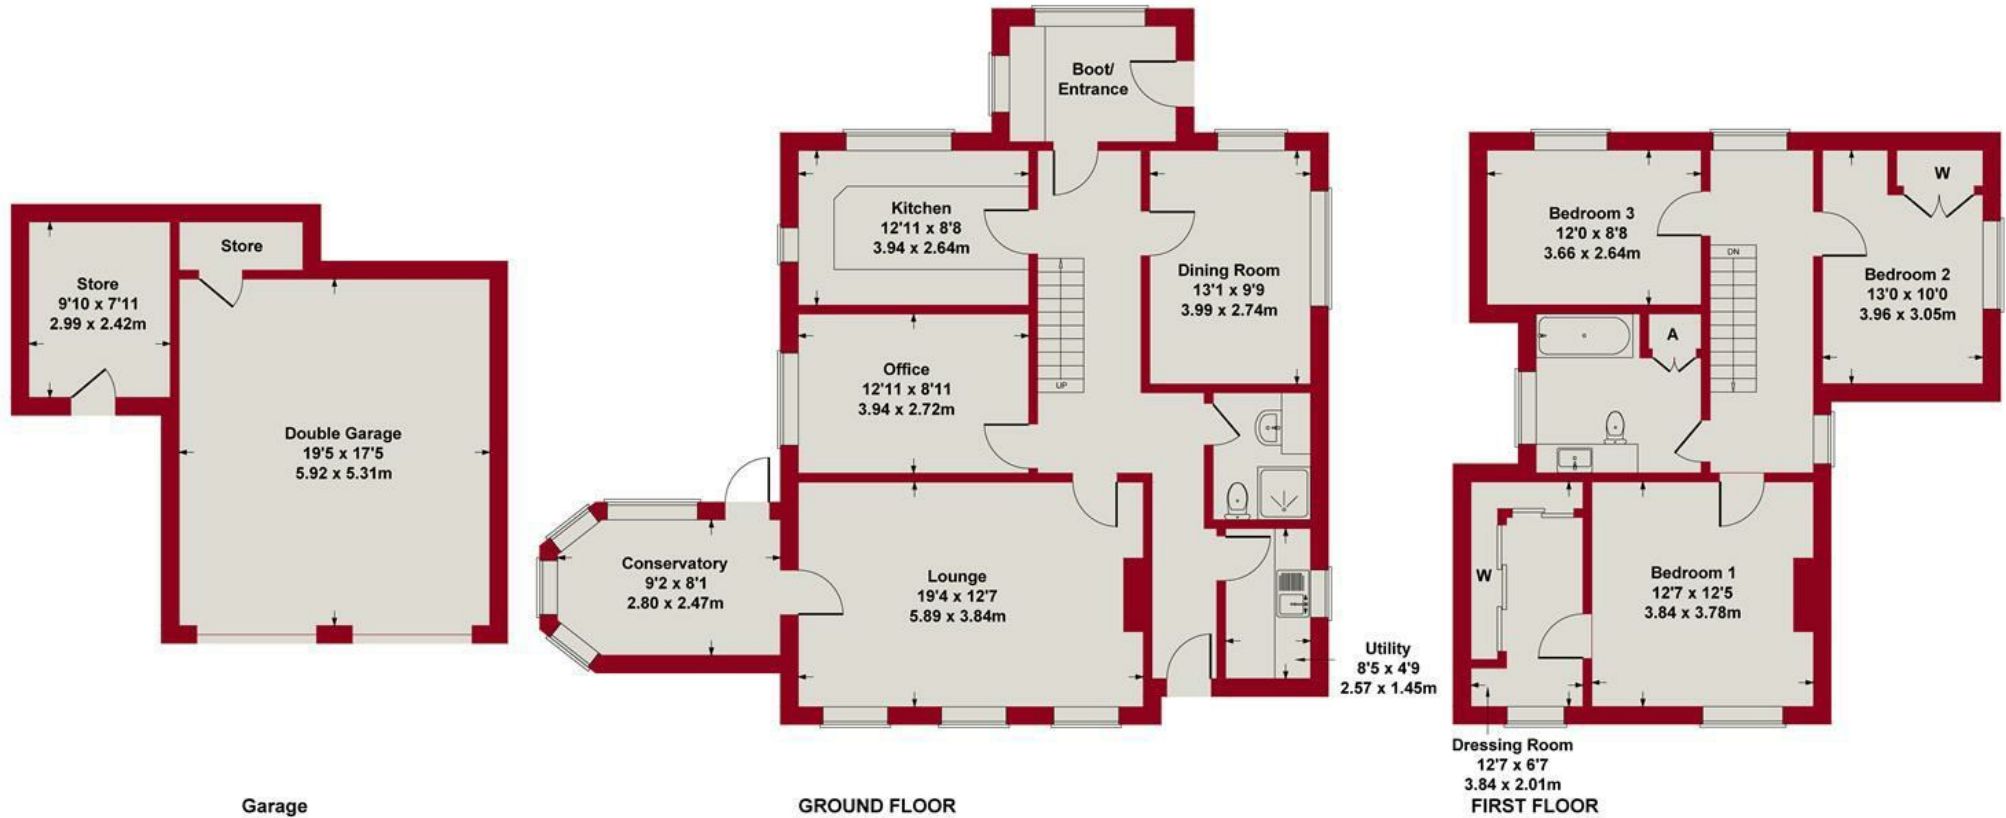 Store
9'10 x 7'11
2.99 x 2.42m
Store
Double Garage
19'5 x 17'5
5.92 x 5.31m
Garage
Boot/
Entrance
Kitchen
12'11 x 8'8
3.94 x 2.64m
Dining Room
13'1 x 9'9
3.99 x 2.74m
Office
12'11 x 8'11
3.94 x 2.72m
UP
Conservatory
9'2 x 8'1
2.80 x 2.47m
Lounge
19'4 x 12'7
5.89 x 3.84m
Utility
8'5 x 4'9
2.57 x 1.45m
GROUND FLOOR
Bedroom 3
12'0 x 8'8
3.66 x 2.64m
DN
W
Bedroom 2
13'0 x 10'0
3.96 x 3.05m
A
W
Bedroom 1
12'7 x 12'5
3.84 x 3.78m
Dressing Room
12'7 x 6'7
3.84 x 2.01m
FIRST FLOOR